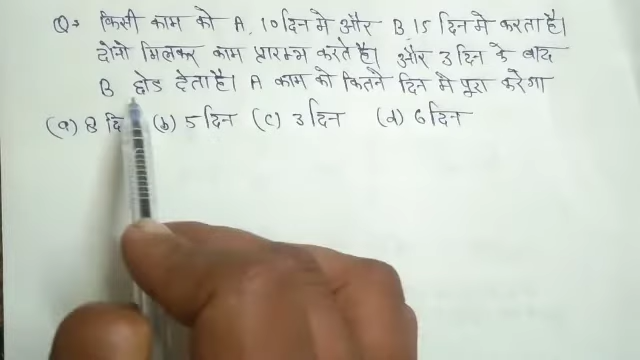 Q→ किसी काम को A, 10 दिन मे और B 15 दिन मे करता है।
दोनो मिलकर काम प्रारम्भ करते है। और 3 दिन के बाद
B छोड देता है। A काम को कितने दिन मे पूरा करेगा
(a) 8 दि (b) 5 दिन (c) 3 दिन (d) 6 दिन